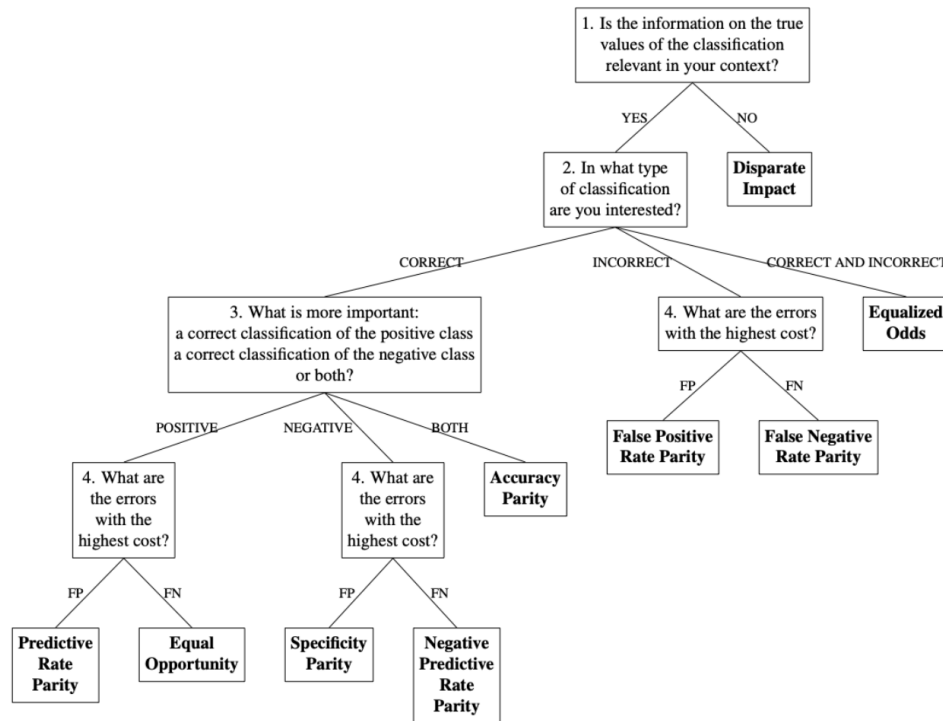 1. Is the information on the true
values of the classification
relevant in your context?
YES
NO
2. In what type
of classification
are you interested?
Disparate
Impact
CORRECT
INCORRECT
CORRECT AND INCORRECT
3. What is more important:
a correct classification of the positive class
a correct classification of the negative class
or both?
4. What are the errors
with the highest cost?
Equalized
Odds
POSITIVE
NEGATIVE
BOTH
FP
FN
4. What are
the errors
with the
highest cost?
4. What are
the errors
with the
highest cost?
Accuracy
Parity
False Positive
Rate Parity
False Negative
Rate Parity
FP
FN
FP
FN
Predictive
Rate
Parity
Equal
Opportunity
Specificity
Parity
Negative
Predictive
Rate
Parity